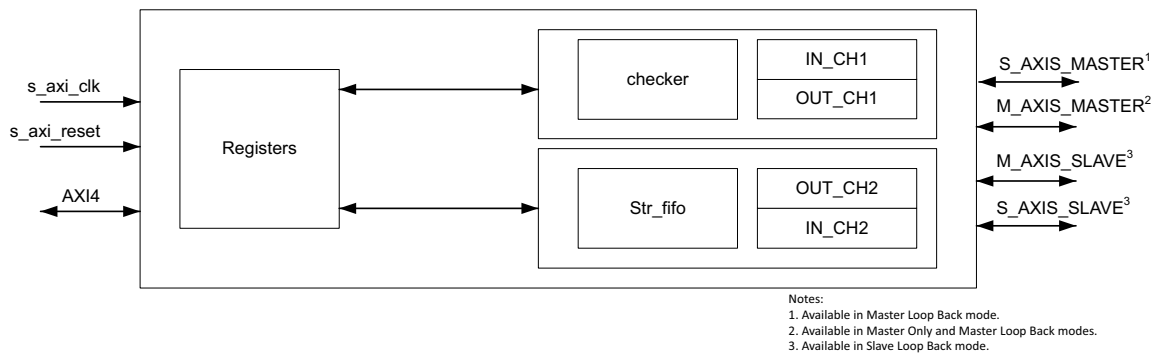 s_axi_clk
s_axi_reset
AXI4
Registers
checker
IN_CH1
OUT_CH1
Str_fifo
OUT_CH2
IN_CH2
S_AXIS_MASTER¹
M_AXIS_MASTER²
M_AXIS_SLAVE³
S_AXIS_SLAVE³
Notes:
1. Available in Master Loop Back mode.
2. Available in Master Only and Master Loop Back modes.
3. Available in Slave Loop Back mode.